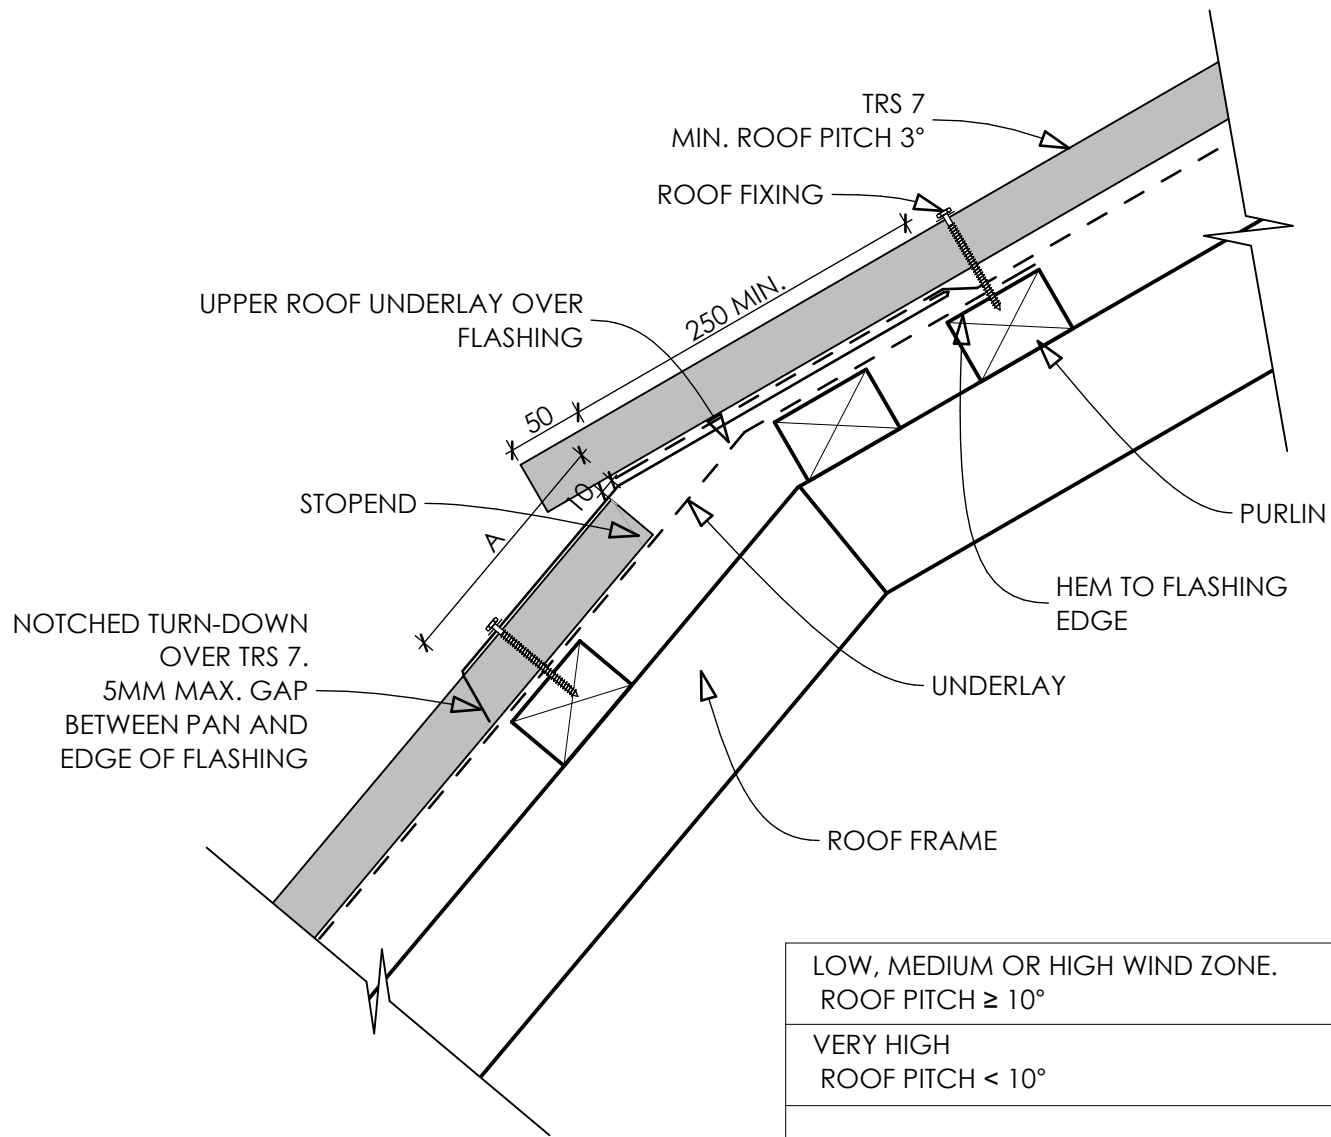 TRS 7
MIN. ROOF PITCH 3°
ROOF FIXING
UPPER ROOF UNDERLAY OVER
FLASHING
250 MIN.
50
10
STOPEND
A
PURLIN
HEM TO FLASHING
EDGE
NOTCHED TURN-DOWN
OVER TRS 7.
5MM MAX. GAP
BETWEEN PAN AND
EDGE OF FLASHING
UNDERLAY
ROOF FRAME
LOW, MEDIUM OR HIGH WIND ZONE.
ROOF PITCH ≥ 10°
VERY HIGH
ROOF PITCH < 10°